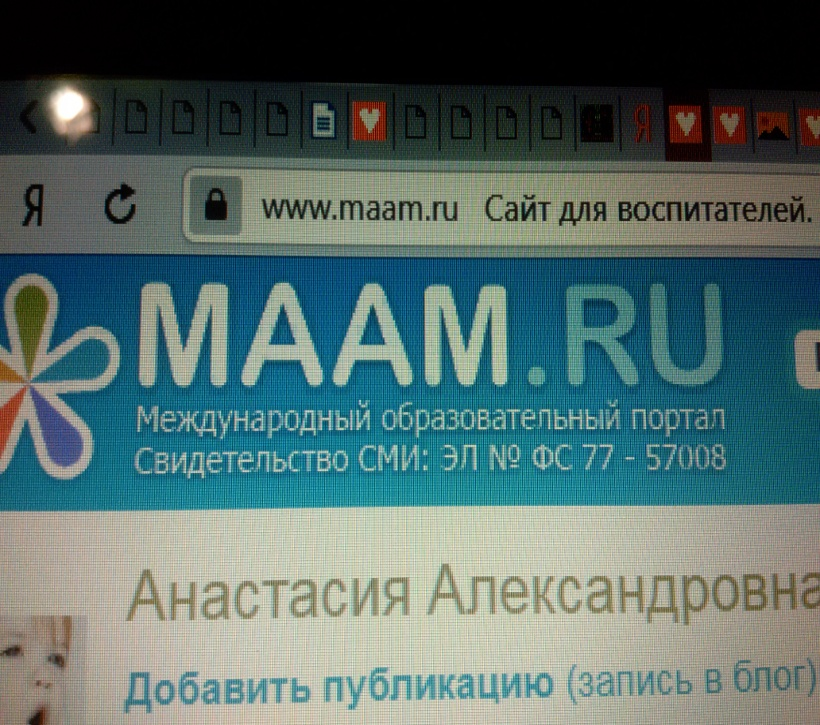 Я www.maam.ru Сайт для воспитателей.
MAAM.RU
Международный образовательный портал
Свидетельство СМИ: ЭЛ № ФС 77 - 57008
Анастасия Александровна
Добавить публикацию (запись в блог)